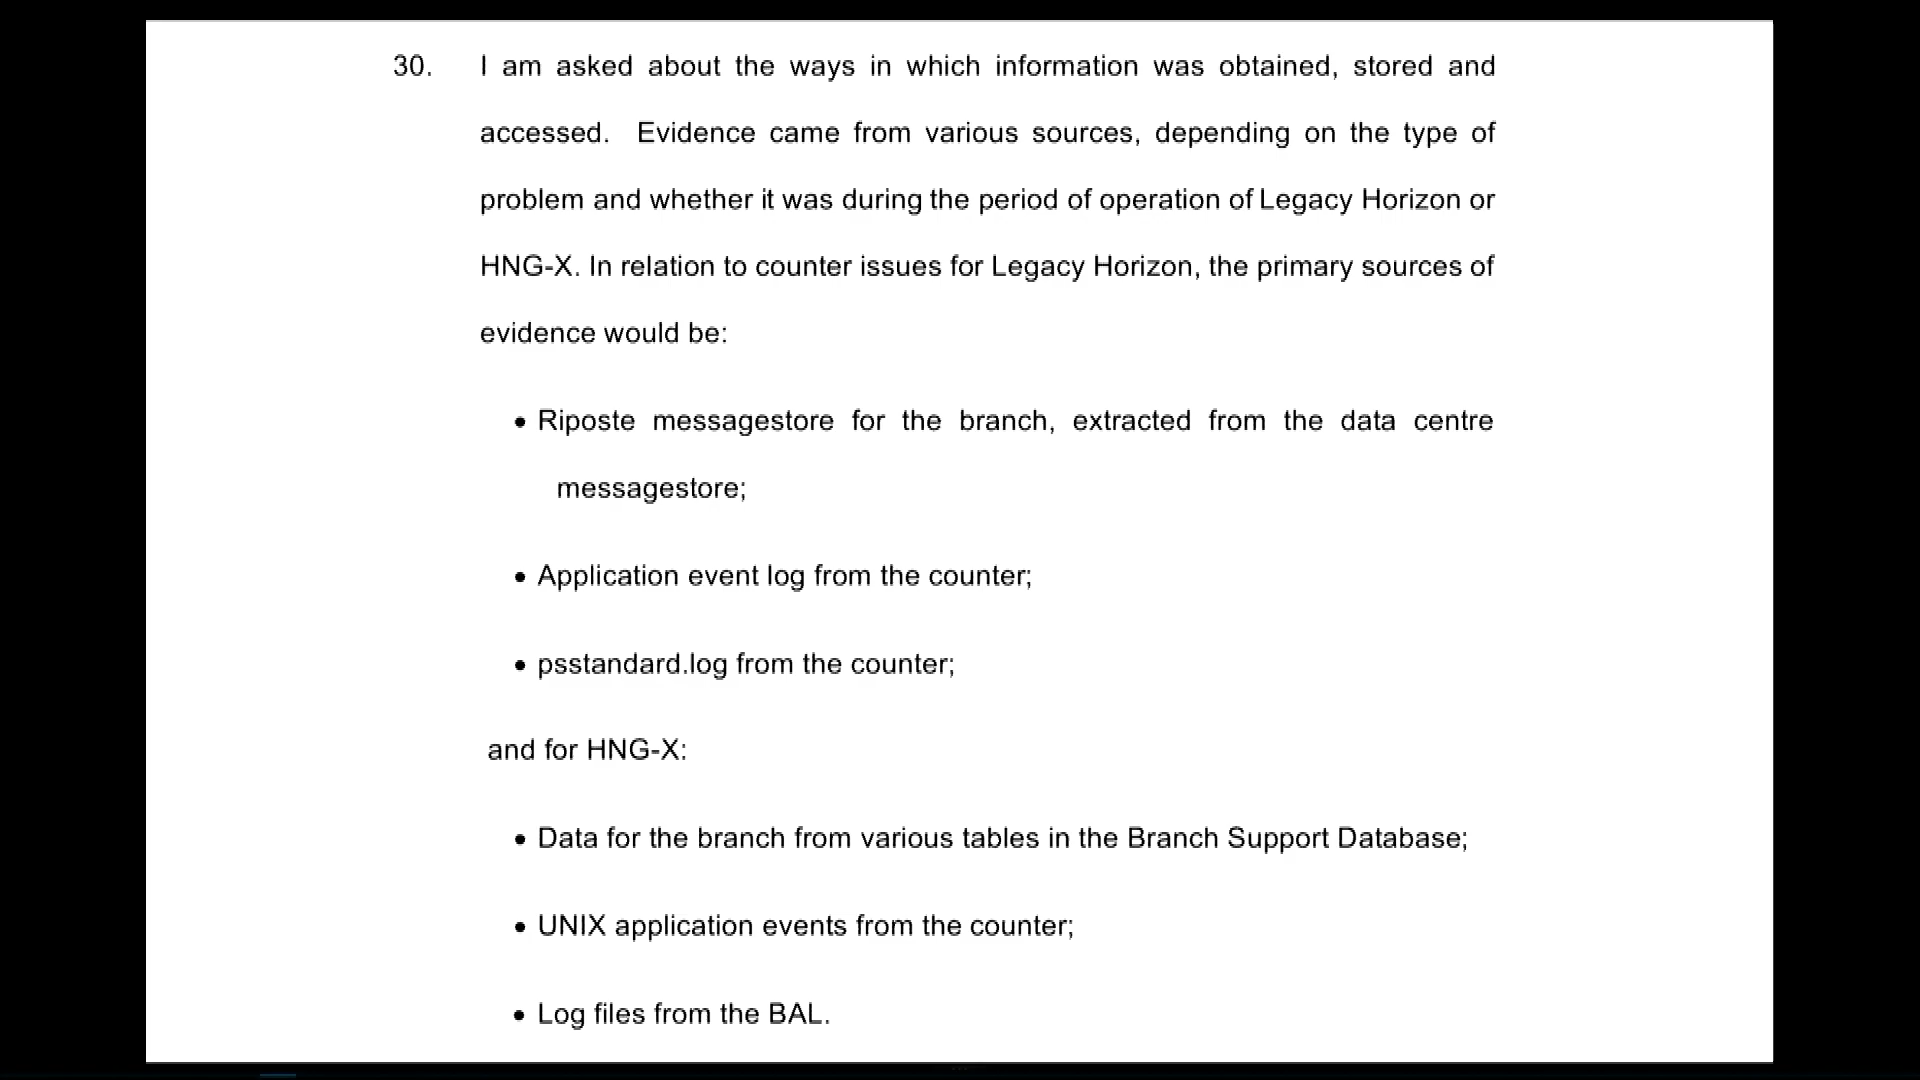 30. I am asked about the ways in which information was obtained, stored and
accessed. Evidence came from various sources, depending on the type of
problem and whether it was during the period of operation of Legacy Horizon or
HNG-X. In relation to counter issues for Legacy Horizon, the primary sources of
evidence would be:
• Riposte messagestore for the branch, extracted from the data centre
messagestore;
• Application event log from the counter;
• psstandard.log from the counter;
and for HNG-X:
• Data for the branch from various tables in the Branch Support Database;
• UNIX application events from the counter;
• Log files from the BAL.